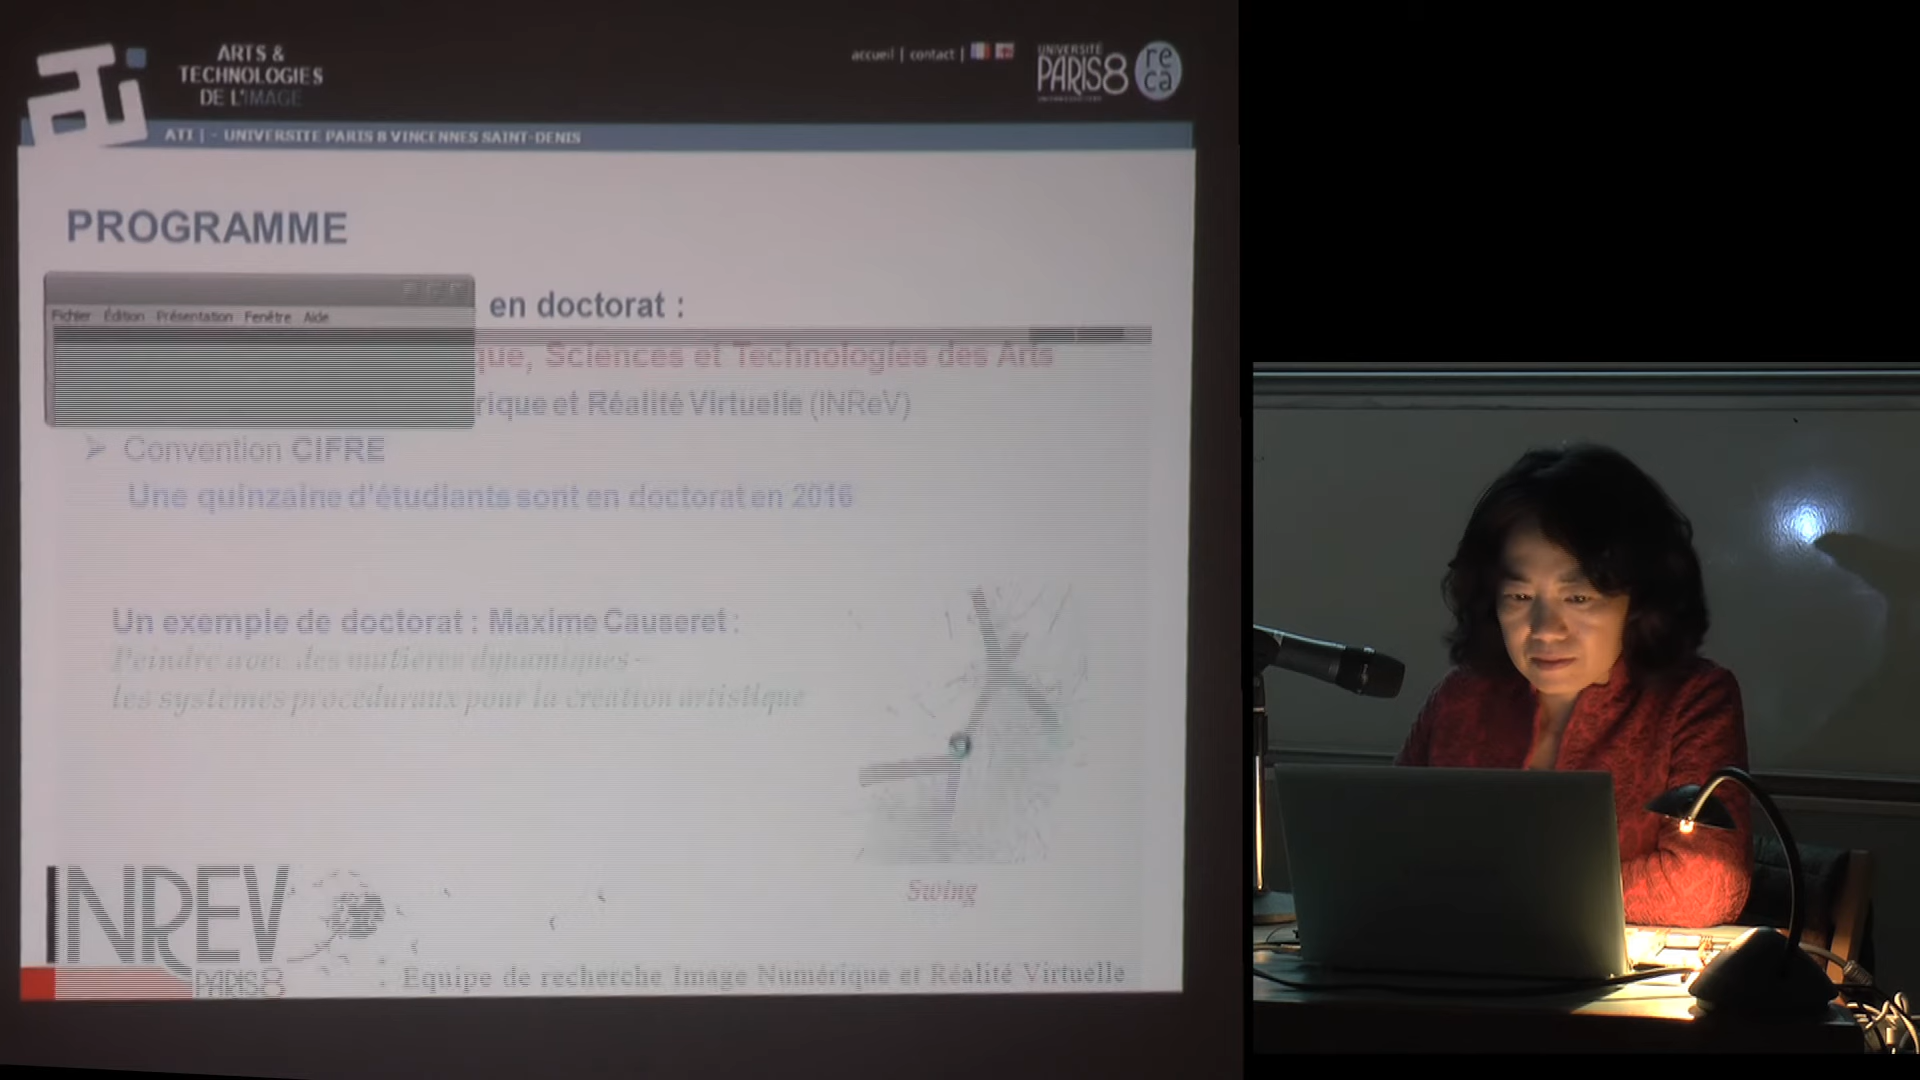 ati
ARTS &
TECHNOLOGIES
DE L'IMAGE
accueil | contact |
UNIVERSITÉ
PARIS8
re
ca
ATI | - UNIVERSITE PARIS 8 VINCENNES SAINT-DENIS
PROGRAMME
en doctorat :
Fichier Édition Présentation Fenêtre Aide
que, Sciences et Technologies des Arts
rique et Réalité Virtuelle (INReV)
➤ Convention CIFRE
Une quinzaine d'étudiants sont en doctorat en 2016
Un exemple de doctorat : Maxime Causeret :
Peindre avec des matières dynamiques -
les systèmes procéduraux pour la création artistique
Swing
INREV
PARIS8
: Equipe de recherche Image Numérique et Réalité Virtuelle